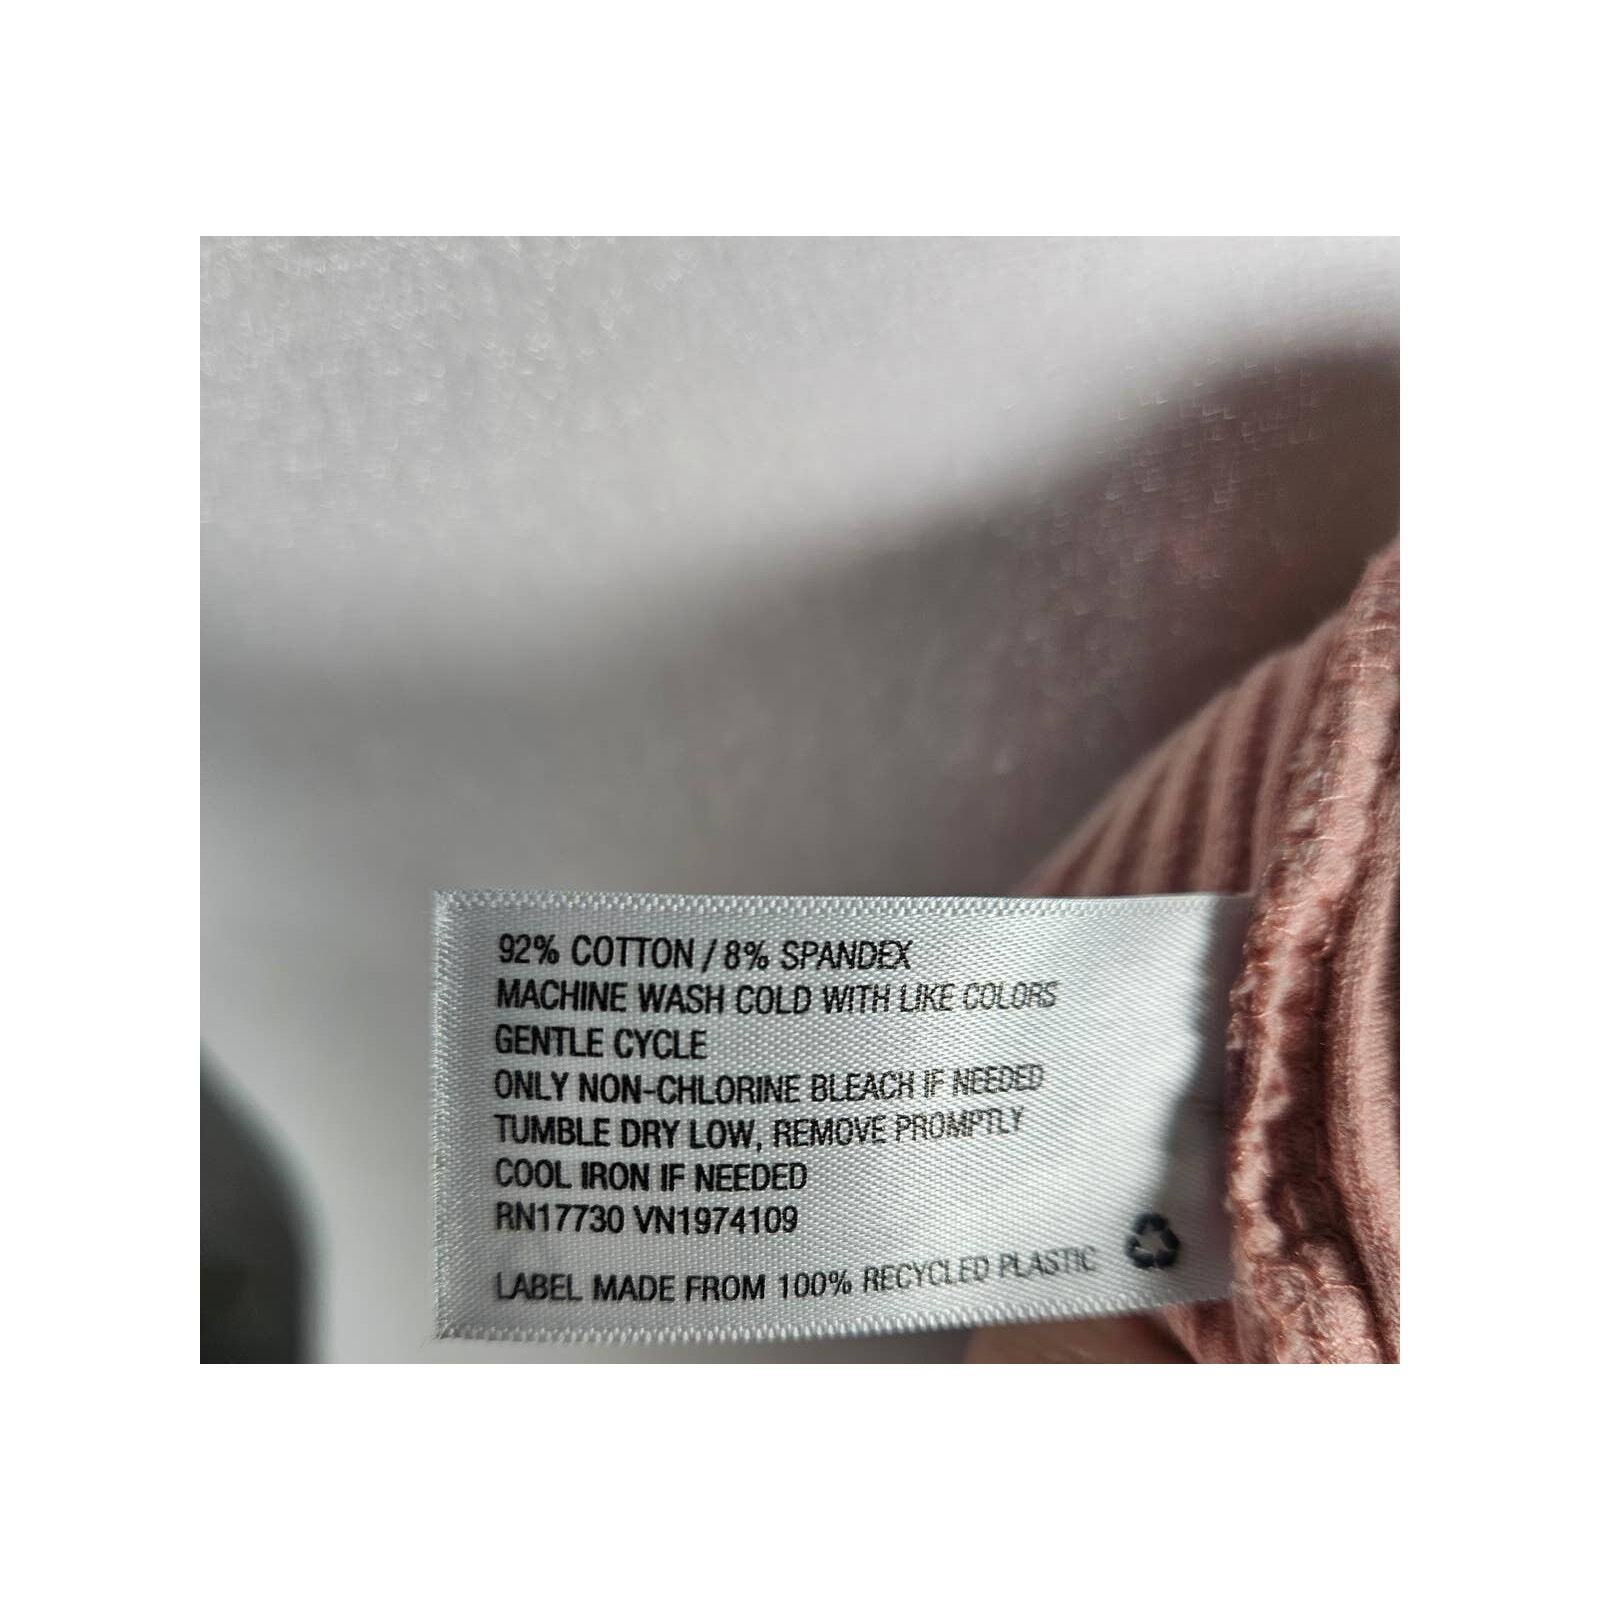 92% COTTON / 8% SPANDEX
MACHINE WASH COLD WITH LIKE COLORS
GENTLE CYCLE
ONLY NON-CHLORINE BLEACH IF NEEDED
TUMBLE DRY LOW, REMOVE PROMPTLY
COOL IRON IF NEEDED
RN17730 VN1974109
LABEL MADE FROM 100% RECYCLED PLASTIC